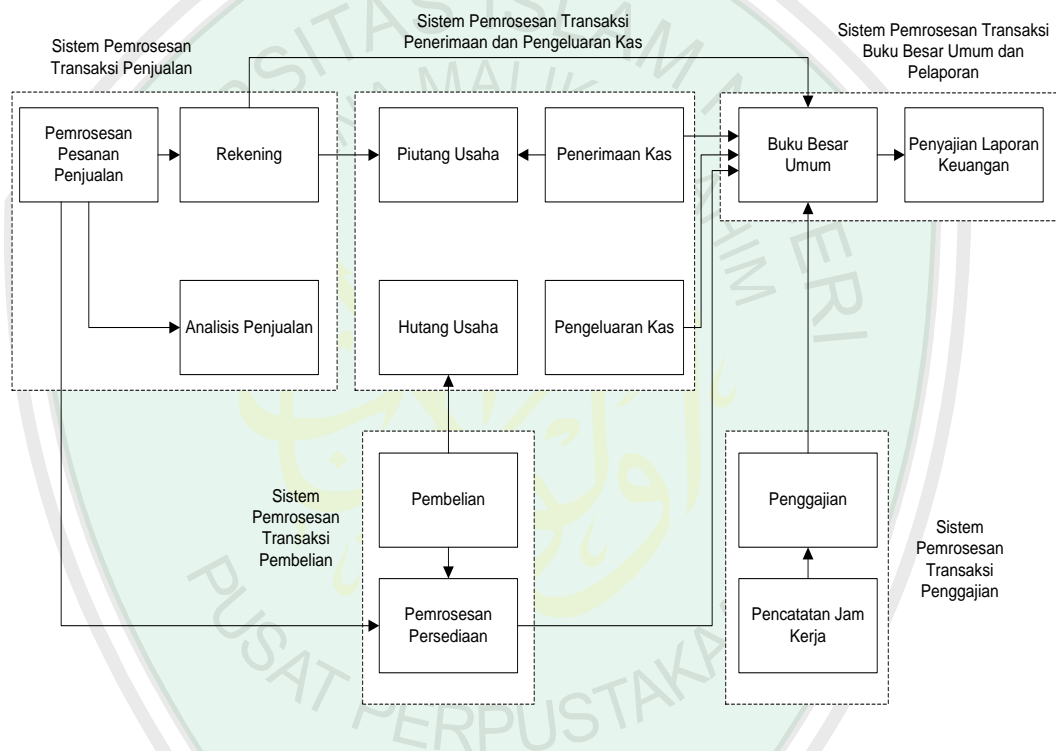 Sistem Pemrosesan
Transaksi Penjualan
Sistem Pemrosesan Transaksi
Penerimaan dan Pengeluaran Kas
Sistem Pemrosesan Transaksi
Buku Besar Umum dan
Pelaporan
Pemrosesan
Pesanan
Penjualan
Rekening
Piutang Usaha
Penerimaan Kas
Buku Besar
Umum
Penyajian Laporan
Keuangan
Analisis Penjualan
Hutang Usaha
Pengeluaran Kas
Sistem
Pemrosesan
Transaksi
Pembelian
Pembelian
Pemrosesan
Persediaan
Penggajian
Pencatatan Jam
Kerja
Sistem
Pemrosesan
Transaksi
Penggajian
PUSAT PERPUSTAKA